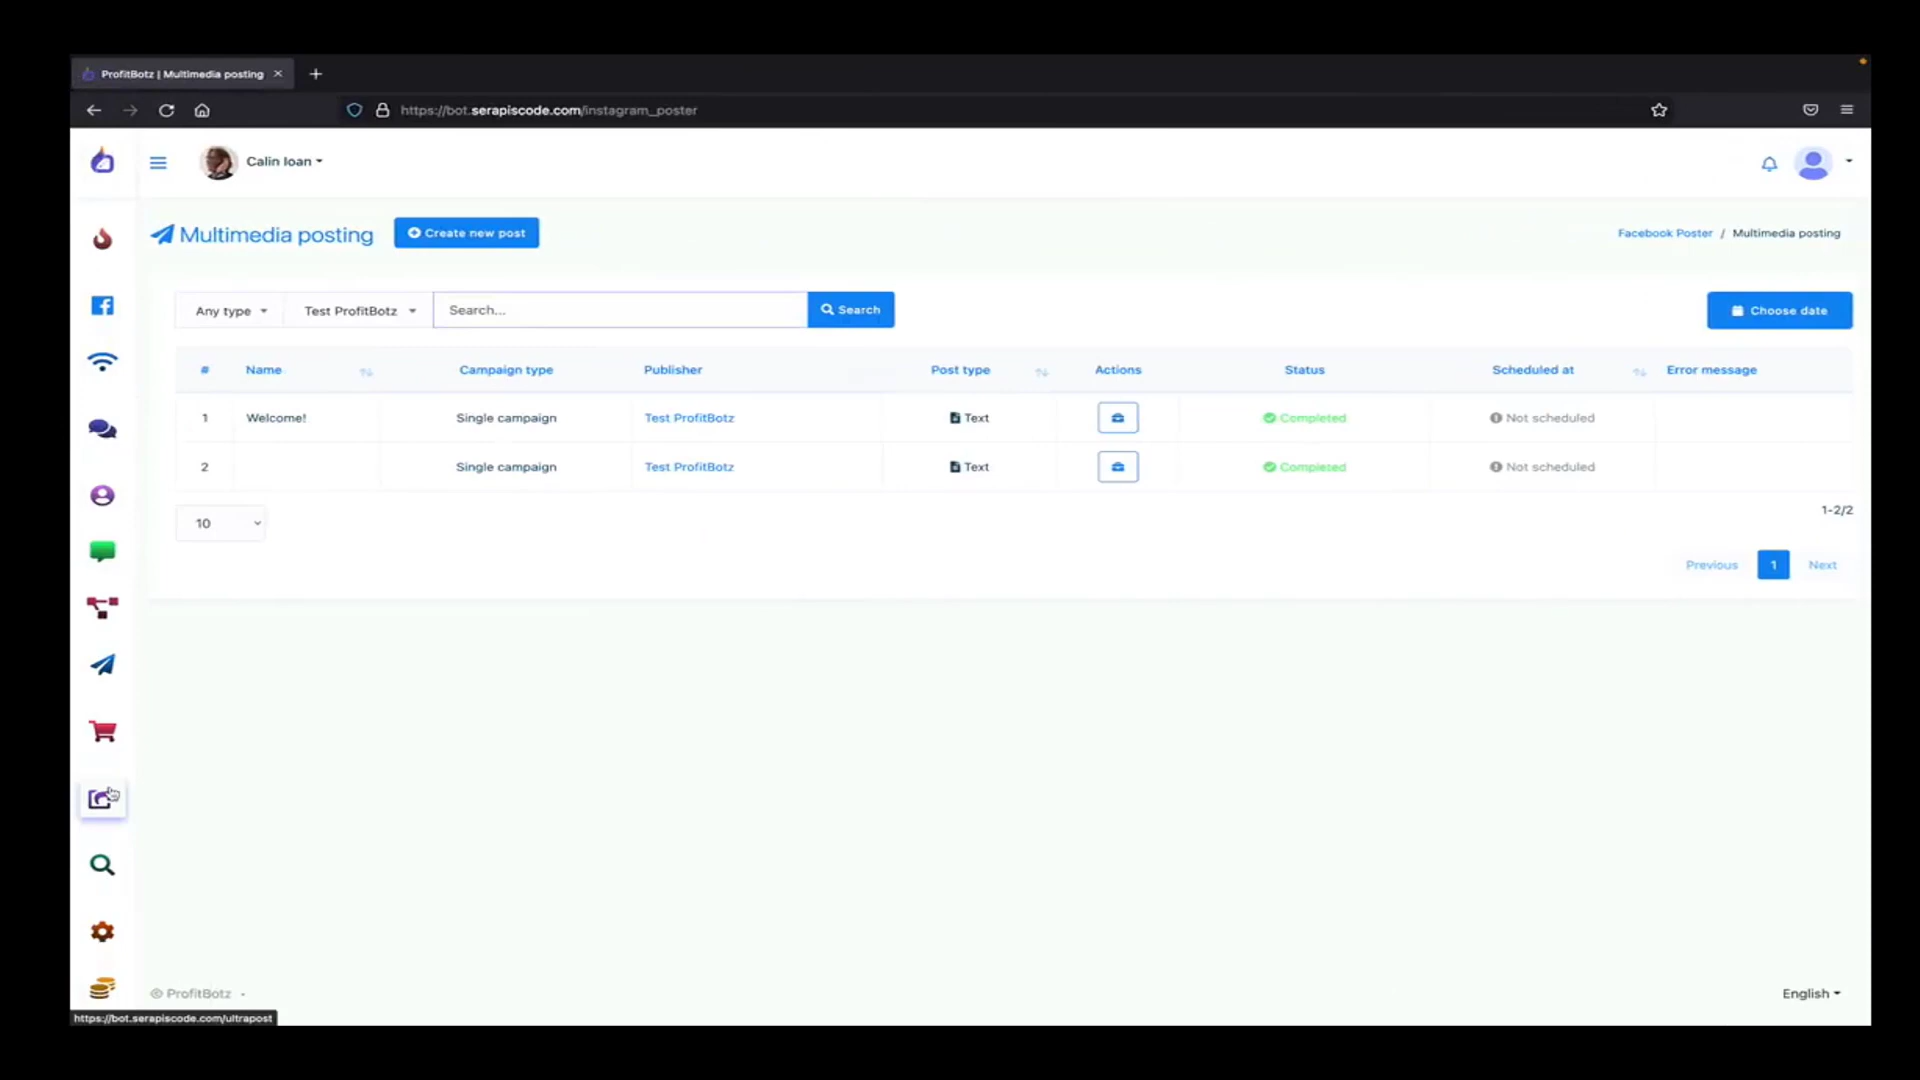 ProfitBotz | Multimedia posting
https://bot.serapiscode.com/instagram_poster
Calin Ioan
Multimedia posting
Create new post
Facebook Poster / Multimedia posting
Any type
Test ProfitBotz
Search...
Search
Choose date
# Name Campaign type Publisher Post type Actions Status Scheduled at Error message
1 Welcome! Single campaign Test ProfitBotz Text Completed Not scheduled
2 Single campaign Test ProfitBotz Text Completed Not scheduled
10
1-2/2
Previous 1 Next
© ProfitBotz -
English
https://bot.serapiscode.com/ultrapost